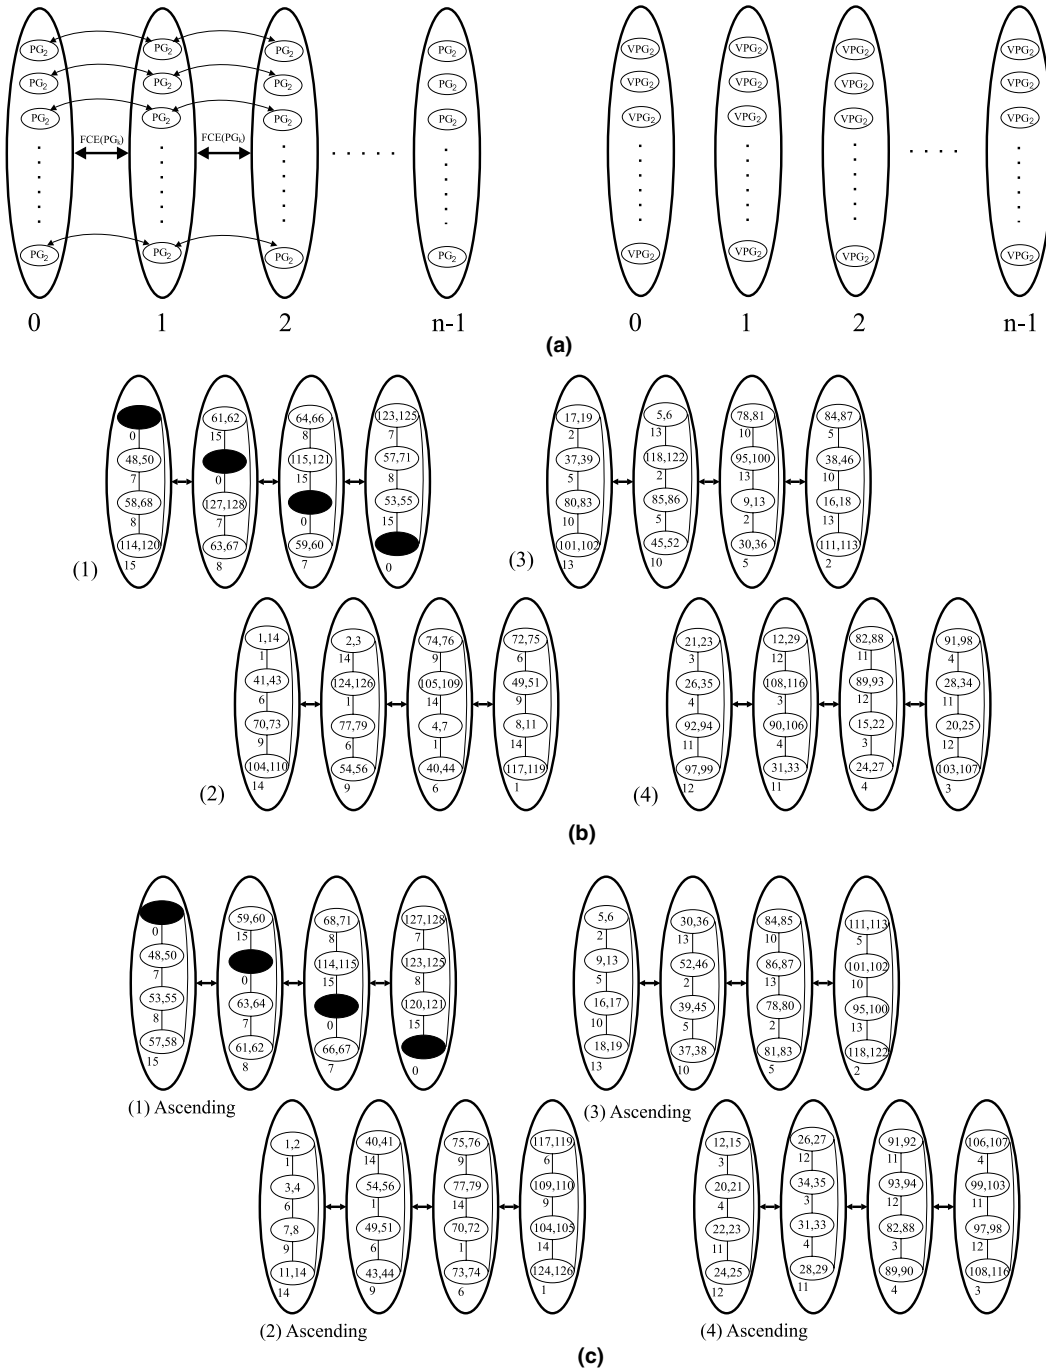 PG2 PG2 PG2 PG2 VPG2 VPG2 VPG2 VPG2
PG2 PG2 PG2 PG2 VPG2 VPG2 VPG2 VPG2
PG2 PG2 PG2 PG2 VPG2 VPG2 VPG2 VPG2
FCE(PGk) FCE(PGk)
PG2 PG2 PG2 PG2 VPG2 VPG2 VPG2 VPG2
0 1 2 n-1 0 1 2 n-1
(a)
61,62 64,66 123,125
0 15 8 7
48,50 115,121 57,71
7 0 15 8
58,68 127,128 53,55
8 7 0 15
114,120 63,67 59,60
15 8 7 0
(1)
17,19 5,6 78,81 84,87
2 13 10 5
37,39 118,122 95,100 38,46
5 2 13 10
80,83 85,86 9,13 16,18
10 5 2 13
101,102 45,52 30,36 111,113
13 10 5 2
(3)
1,14 2,3 74,76 72,75
1 14 9 6
41,43 124,126 105,109 49,51
6 1 14 9
70,73 77,79 4,7 8,11
9 6 1 14
104,110 54,56 40,44 117,119
14 9 6 1
(2)
21,23 12,29 82,88 91,98
3 12 11 4
26,35 108,116 89,93 28,34
4 3 12 11
92,94 90,106 15,22 20,25
11 4 3 12
97,99 31,33 24,27 103,107
12 11 4 3
(4)
(b)
59,60 68,71 127,128
0 15 8 7
48,50 114,115 123,125
7 0 15 8
53,55 63,64 120,121
8 7 0 15
57,58 61,62 66,67
15 8 7 0
(1) Ascending
5,6 30,36 84,85 111,113
2 13 10 5
9,13 52,46 86,87 101,102
5 2 13 10
16,17 39,45 78,80 95,100
10 5 2 13
18,19 37,38 81,83 118,122
13 10 5 2
(3) Ascending
1,2 40,41 75,76 117,119
1 14 9 6
3,4 54,56 77,79 109,110
6 1 14 9
7,8 49,51 70,72 104,105
9 6 1 14
11,14 43,44 73,74 124,126
14 9 6 1
(2) Ascending
12,15 26,27 91,92 106,107
3 12 11 4
20,21 34,35 93,94 99,103
4 3 12 11
22,23 31,33 82,88 97,98
11 4 3 12
24,25 28,29 89,90 108,116
12 11 4 3
(4) Ascending
(c)